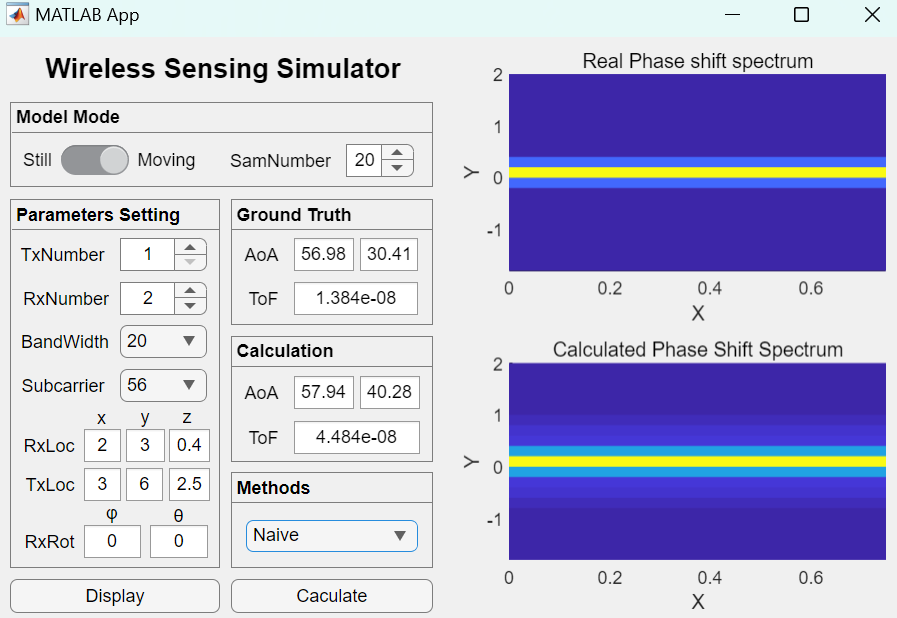 MATLAB App
Wireless Sensing Simulator
Model Mode
Still Moving SamNumber 20
Parameters Setting
TxNumber 1
RxNumber 2
BandWidth 20
Subcarrier 56
x y z
RxLoc 2 3 0.4
TxLoc 3 6 2.5
φ θ
RxRot 0 0
Display
Ground Truth
AoA 56.98 30.41
ToF 1.384e-08
Calculation
AoA 57.94 40.28
ToF 4.484e-08
Methods
Naive
Caculate
Real Phase shift spectrum
2
1
0
-1
Y
0 0.2 0.4 0.6
X
Calculated Phase Shift Spectrum
2
1
0
-1
Y
0 0.2 0.4 0.6
X